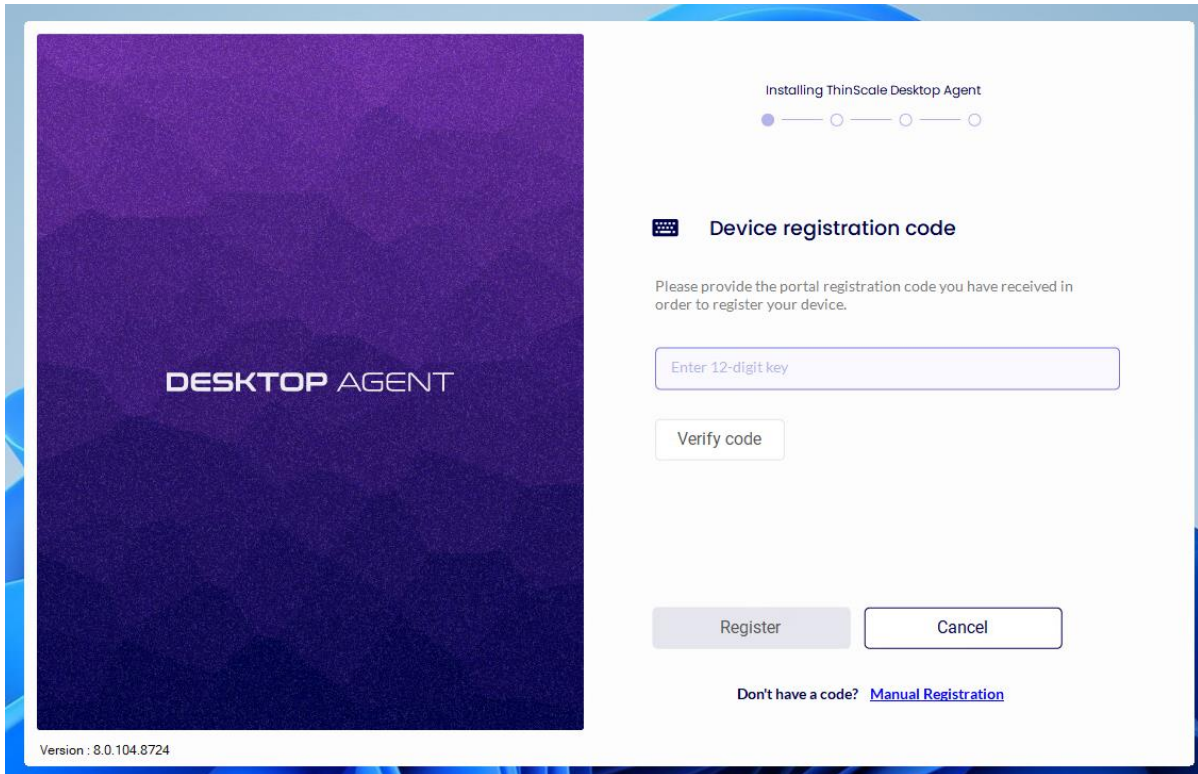 Installing ThinScale Desktop Agent
Device registration code
Please provide the portal registration code you have received in
order to register your device.
Enter 12-digit key
DESKTOP AGENT
Verify code
Register
Cancel
Don't have a code? Manual Registration
Version : 8.0.104.8724